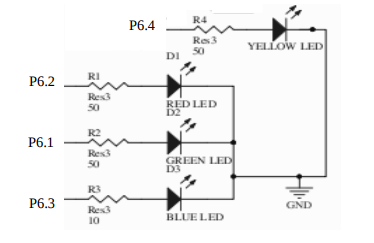 P6.4
R4
Res3
50
YELLOW LED
D1
P6.2
R1
Res3
50
RED LED
D2
P6.1
R2
Res3
50
GREEN LED
D3
P6.3
R3
Res3
10
BLUE LED
GND